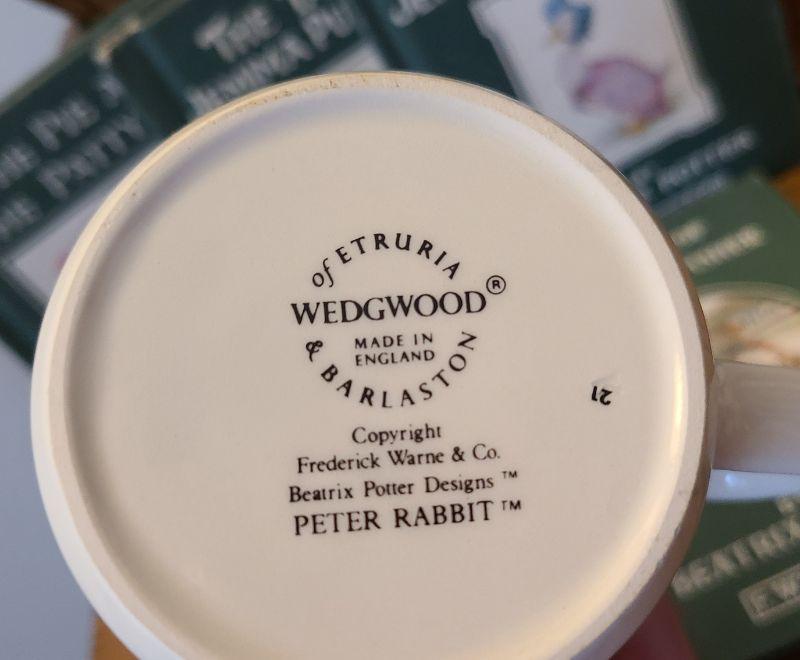 THE
JEMIMA PU
THE PIE
THE PATTY
of ETRURIA
WEDGWOOD®
MADE IN
ENGLAND
& BARLASTON
21
Copyright
Frederick Warne & Co.
Beatrix Potter Designs ™
PETER RABBIT ™
BEATRIX